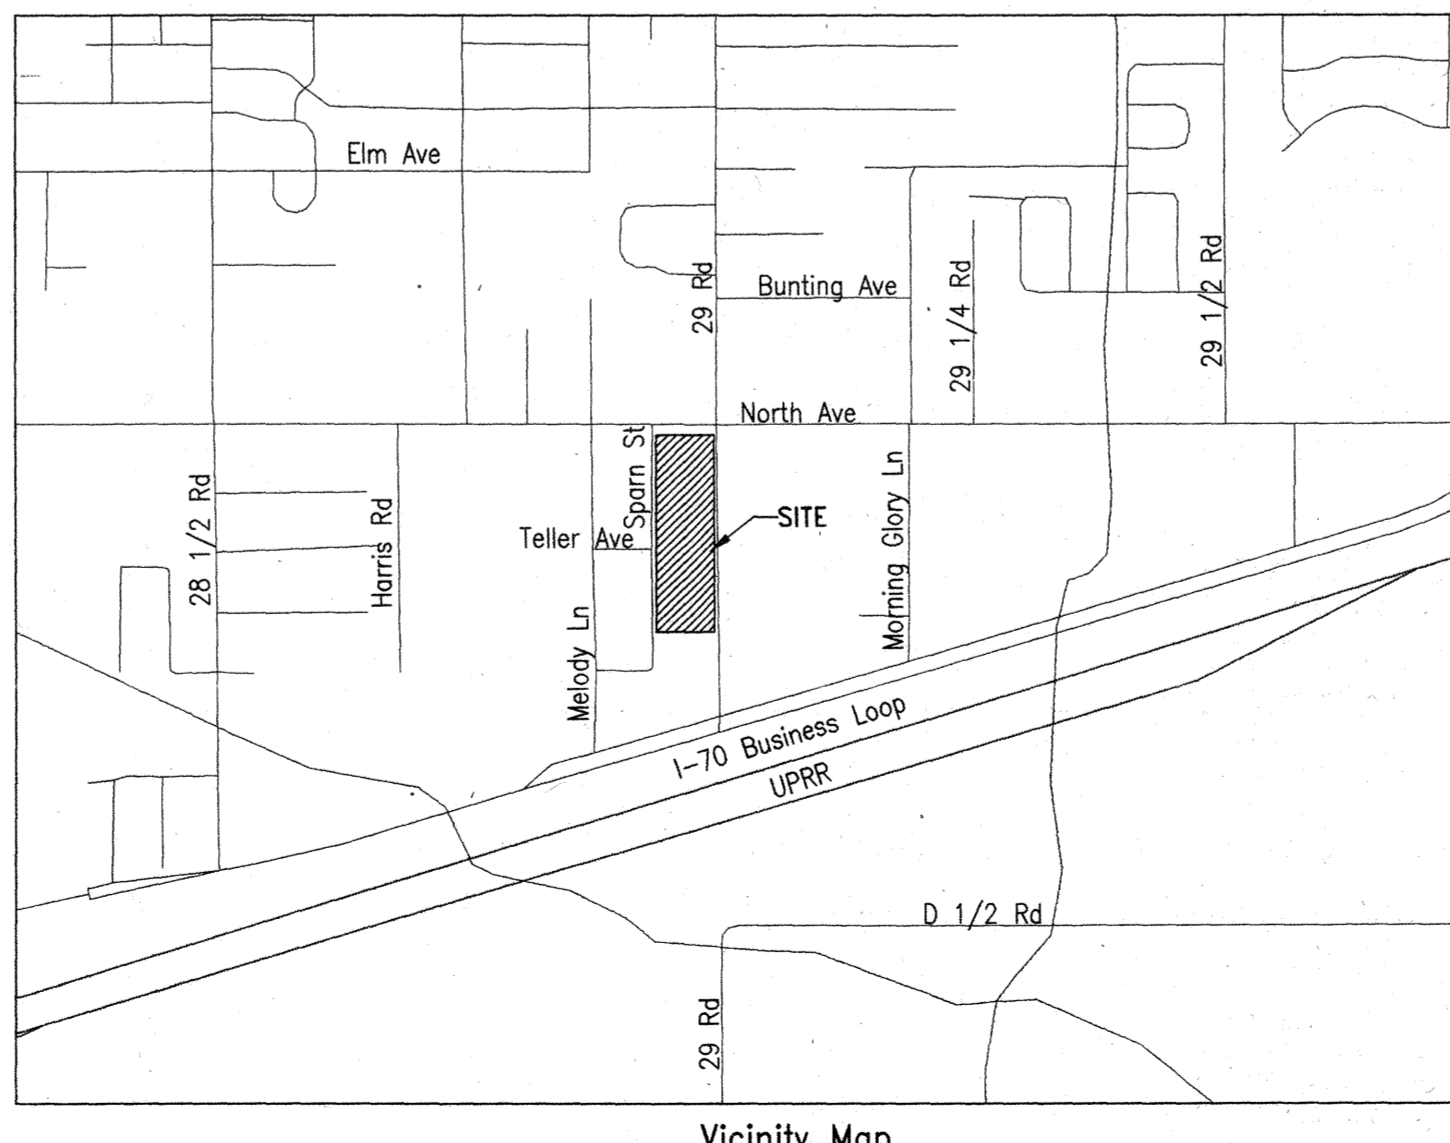 Elm Ave
29 Rd
Bunting Ave
29 1/4 Rd
29 1/2 Rd
North Ave
28 1/2 Rd
Harris Rd
Teller Ave
Sparn St
SITE
Morning Glory Ln
Melody Ln
I-70 Business Loop
UPRR
D 1/2 Rd
29 Rd
Vicinity Map